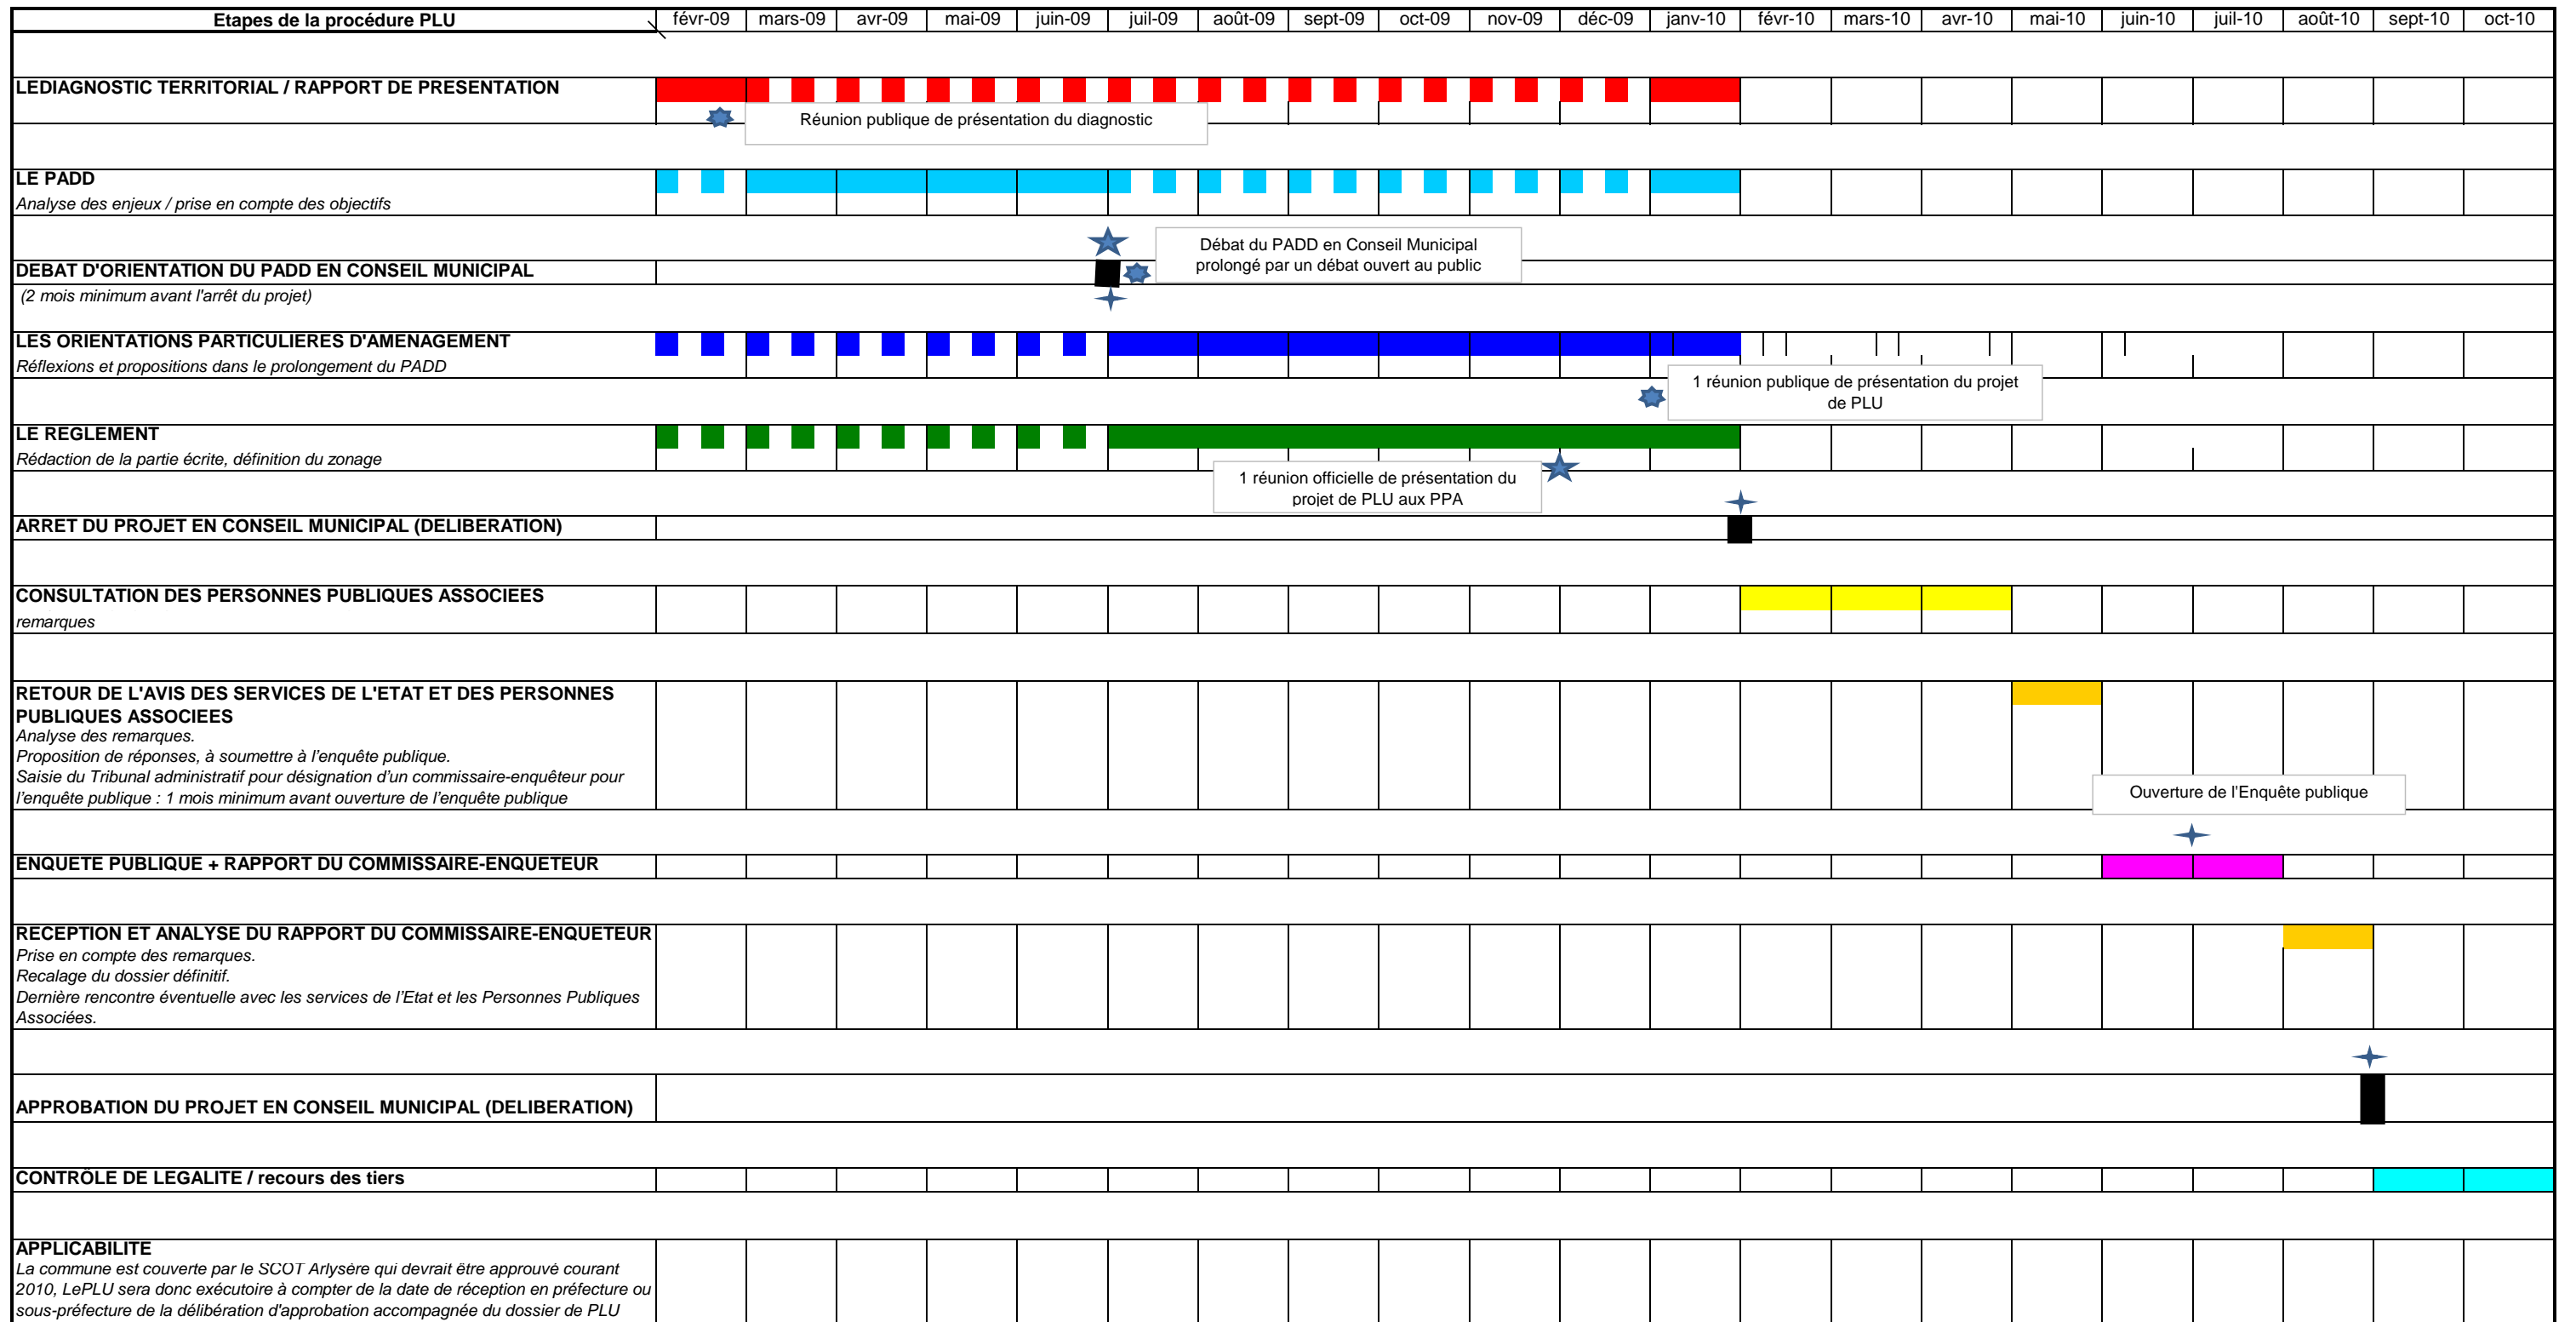 Etapes de la procédure PLU févr-09 mars-09 avr-09 mai-09 juin-09 juil-09 août-09 sept-09 oct-09 nov-09 déc-09 janv-10 févr-10 mars-10 avr-10 mai-10 juin-10 juil-10 août-10 sept-10 oct-10
LEDIAGNOSTIC TERRITORIAL / RAPPORT DE PRESENTATION
Réunion publique de présentation du diagnostic
LE PADD
Analyse des enjeux / prise en compte des objectifs
Débat du PADD en Conseil Municipal
prolongé par un débat ouvert au public
DEBAT D'ORIENTATION DU PADD EN CONSEIL MUNICIPAL
(2 mois minimum avant l'arrêt du projet)
LES ORIENTATIONS PARTICULIERES D'AMENAGEMENT
Réflexions et propositions dans le prolongement du PADD
1 réunion publique de présentation du projet
de PLU
LE REGLEMENT
Rédaction de la partie écrite, définition du zonage
1 réunion officielle de présentation du
projet de PLU aux PPA
ARRET DU PROJET EN CONSEIL MUNICIPAL (DELIBERATION)
CONSULTATION DES PERSONNES PUBLIQUES ASSOCIEES
remarques
RETOUR DE L'AVIS DES SERVICES DE L'ETAT ET DES PERSONNES
PUBLIQUES ASSOCIEES
Analyse des remarques.
Proposition de réponses, à soumettre à l’enquête publique.
Saisie du Tribunal administratif pour désignation d’un commissaire-enquêteur pour
l’enquête publique : 1 mois minimum avant ouverture de l’enquête publique
Ouverture de l'Enquête publique
ENQUETE PUBLIQUE + RAPPORT DU COMMISSAIRE-ENQUETEUR
RECEPTION ET ANALYSE DU RAPPORT DU COMMISSAIRE-ENQUETEUR
Prise en compte des remarques.
Recalage du dossier définitif.
Dernière rencontre éventuelle avec les services de l’Etat et les Personnes Publiques
Associées.
APPROBATION DU PROJET EN CONSEIL MUNICIPAL (DELIBERATION)
CONTRÔLE DE LEGALITE / recours des tiers
APPLICABILITE
La commune est couverte par le SCOT Arlysère qui devrait être approuvé courant
2010, LePLU sera donc exécutoire à compter de la date de réception en préfecture ou
sous-préfecture de la délibération d'approbation accompagnée du dossier de PLU